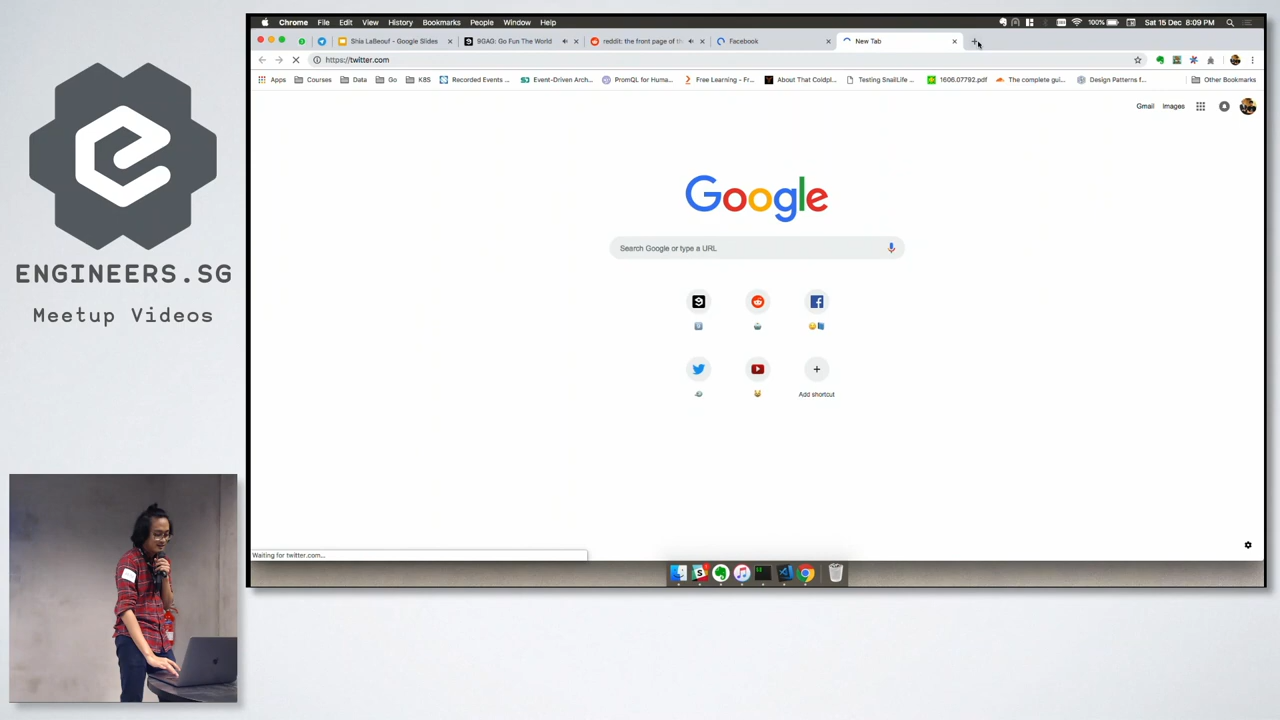 Chrome File Edit View History Bookmarks People Window Help
100% Sat 15 Dec 8:09 PM
Shia LaBeouf - Google Slides
9GAG: Go Fun The World
reddit: the front page of th
Facebook
New Tab
https://twitter.com
Apps Courses Data Go K8S Recorded Events ... Event-Driven Arch... PromQL for Huma... Free Learning - Fr... About That Coldpl... Testing SnailLife ... 1606.07792.pdf The complete gui... Design Patterns f... Other Bookmarks
Gmail Images
Google
Search Google or type a URL
Add shortcut
Waiting for twitter.com...
ENGINEERS.SG
Meetup Videos